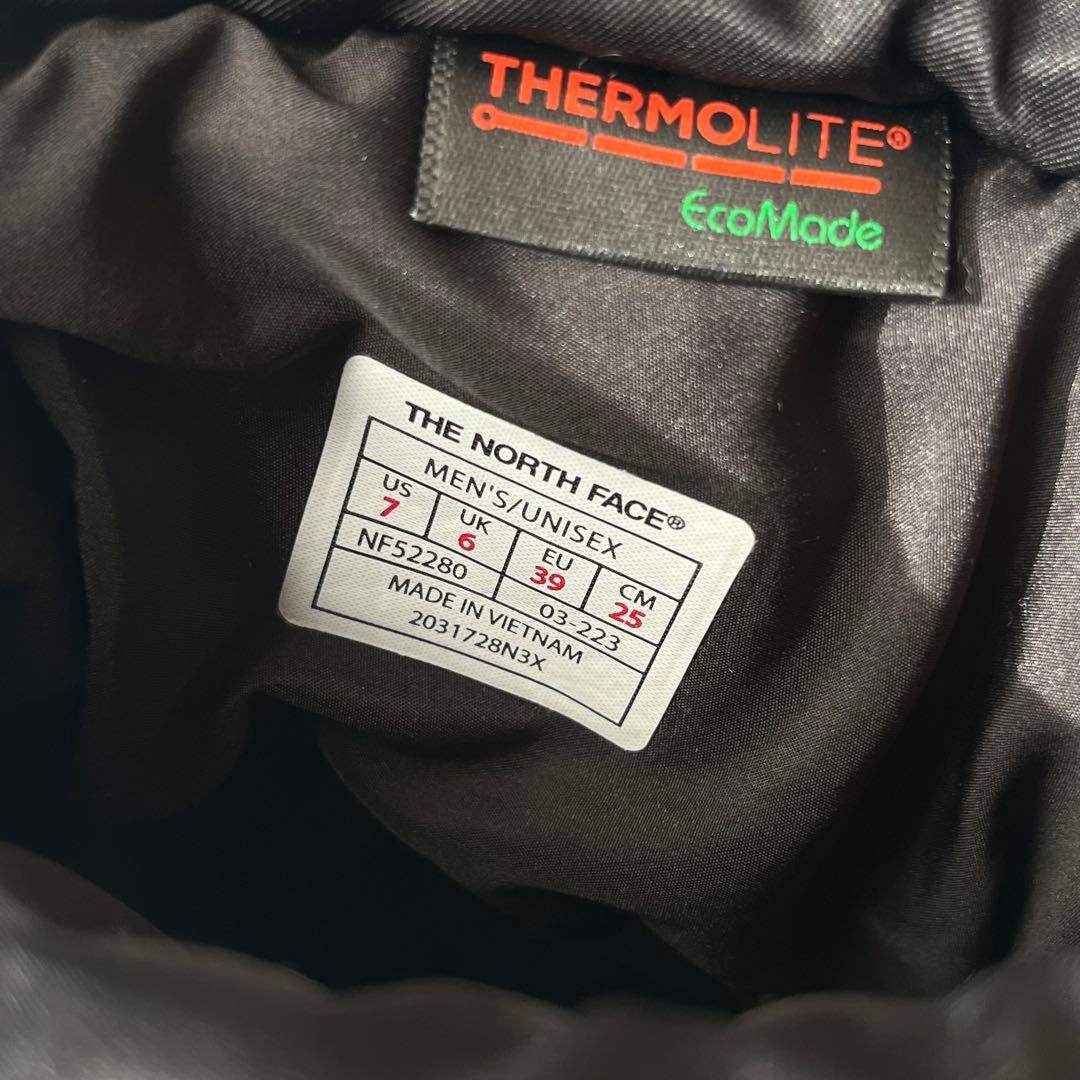 THERMOLITE®
EcoMade
THE NORTH FACE®
MEN'S/UNISEX
US UK EU CM
7 6 39 25
NF52280 03-223
MADE IN VIETNAM
2031728N3X